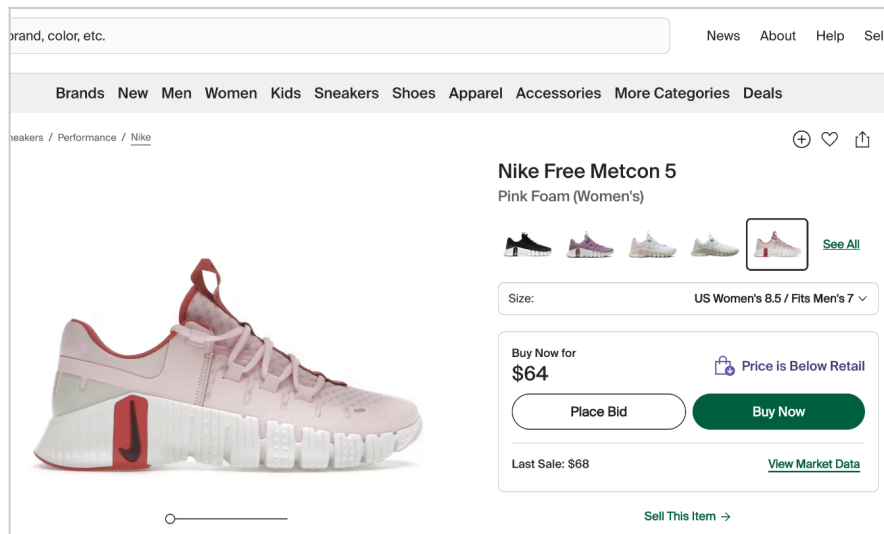 brand, color, etc.
News About Help Sel
Brands New Men Women Kids Sneakers Shoes Apparel Accessories More Categories Deals
neakers / Performance / Nike
Nike Free Metcon 5
Pink Foam (Women's)
See All
Size: US Women's 8.5 / Fits Men's 7
Buy Now for
$64
Price is Below Retail
Place Bid Buy Now
Last Sale: $68 View Market Data
Sell This Item →